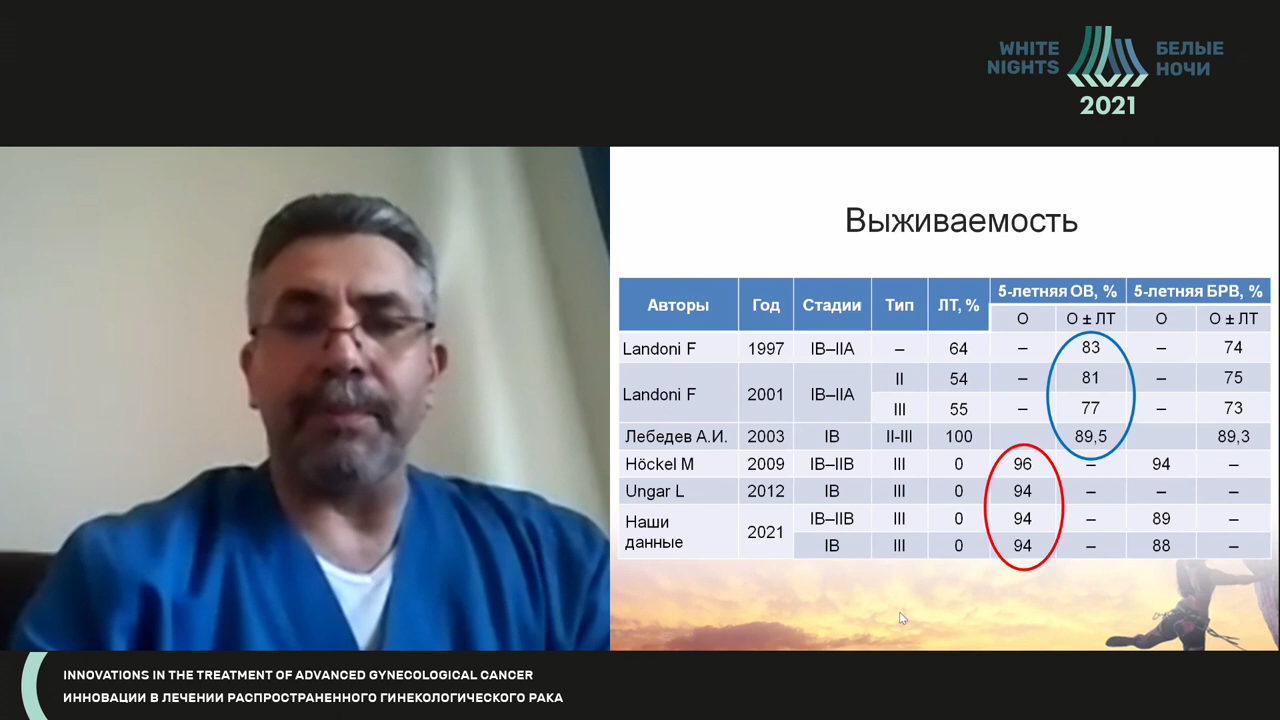 WHITE NIGHTS
БЕЛЫЕ НОЧИ
2021
Выживаемость
Авторы Год Стадии Тип ЛТ, % 5-летняя ОВ, % 5-летняя БРВ, %
О О ± ЛТ О О ± ЛТ
Landoni F 1997 IB–IIA – 64 – 83 – 74
Landoni F 2001 IB–IIA II 54 – 81 – 75
III 55 – 77 – 73
Лебедев А.И. 2003 IB II-III 100 89,5 89,3
Höckel M 2009 IB–IIB III 0 96 – 94 –
Ungar L 2012 IB III 0 94 – – –
Наши данные 2021 IB–IIB III 0 94 – 89 –
IB III 0 94 – 88 –
INNOVATIONS IN THE TREATMENT OF ADVANCED GYNECOLOGICAL CANCER
ИННОВАЦИИ В ЛЕЧЕНИИ РАСПРОСТРАНЕННОГО ГИНЕКОЛОГИЧЕСКОГО РАКА